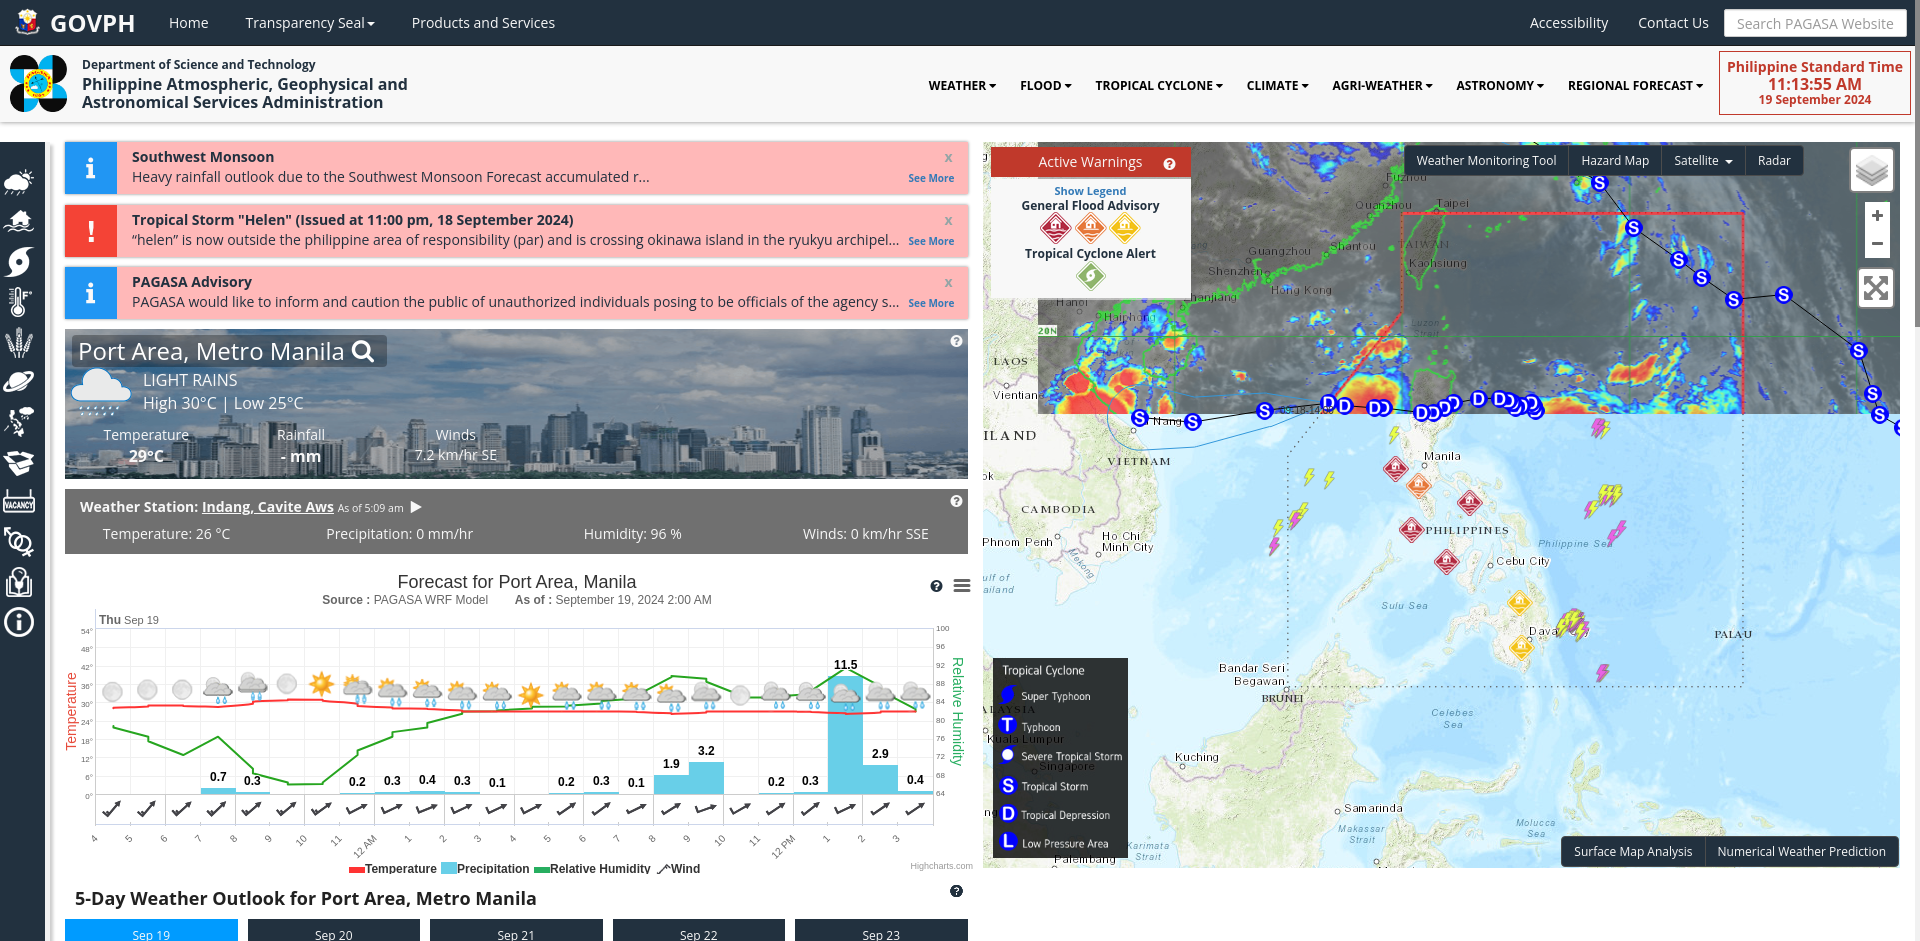 GOVPH
Home
Transparency Seal
Products and Services
Accessibility
Contact Us
Search PAGASA Website
Department of Science and Technology
Philippine Atmospheric, Geophysical and
Astronomical Services Administration
WEATHER
FLOOD
TROPICAL CYCLONE
CLIMATE
AGRI-WEATHER
ASTRONOMY
REGIONAL FORECAST
Philippine Standard Time
11:13:55 AM
19 September 2024
VACANCY
Southwest Monsoon
x
Heavy rainfall outlook due to the Southwest Monsoon Forecast accumulated r...
See More
Tropical Storm "Helen" (Issued at 11:00 pm, 18 September 2024)
x
“helen” is now outside the philippine area of responsibility (par) and is crossing okinawa island in the ryukyu archipel...
See More
PAGASA Advisory
x
PAGASA would like to inform and caution the public of unauthorized individuals posing to be officials of the agency s...
See More
Port Area, Metro Manila
LIGHT RAINS
High 30°C | Low 25°C
Temperature
29°C
Rainfall
- mm
Winds
7.2 km/hr SE
Weather Station: Indang, Cavite Aws As of 5:09 am
Temperature: 26 °C
Precipitation: 0 mm/hr
Humidity: 96 %
Winds: 0 km/hr SSE
Forecast for Port Area, Manila
Source : PAGASA WRF Model As of : September 19, 2024 2:00 AM
Thu Sep 19
Temperature
54°
48°
42°
36°
30°
24°
18°
12°
6°
0°
0.7
0.3
0.2
0.3
0.4
0.3
0.1
0.2
0.3
0.1
1.9
3.2
0.2
0.3
11.5
2.9
0.4
100
96
92
88
84
80
76
72
68
64
Relative Humidity
4
5
6
7
8
9
10
11
12 AM
1
2
3
4
5
6
7
8
9
10
11
12 PM
1
2
3
Temperature Precipitation Relative Humidity Wind
Highcharts.com
5-Day Weather Outlook for Port Area, Metro Manila
Sep 19
Sep 20
Sep 21
Sep 22
Sep 23
Active Warnings
Show Legend
General Flood Advisory
Tropical Cyclone Alert
Weather Monitoring Tool
Hazard Map
Satellite
Radar
+
−
Fuzhou
Quanzhou
Taipei
Guangzhou
Shantou
TAIWAN
Shenzhen
Kaohsiung
Hong Kong
Zhanjiang
Hanoi
Haiphong
20N
Luzon
Strait
LAOS
Vientian
Nang
ILAND
VIETNAM
Manila
CAMBODIA
PHILIPPINES
Phnom Penh
Ho Chi
Minh City
Mekong
Philippine Sea
Cebu City
ulf of
ailand
Sulu Sea
PALAU
Bandar Seri
Begawan
BRUNEI
Celebes
Sea
ALAYSIA
Kuala Lumpur
Singapore
Kuching
Samarinda
Makassar
Strait
Molucca
Sea
Karimata
Strait
Palembang
Tropical Cyclone
Super Typhoon
T Typhoon
Severe Tropical Storm
S Tropical Storm
D Tropical Depression
L Low Pressure Area
Surface Map Analysis
Numerical Weather Prediction